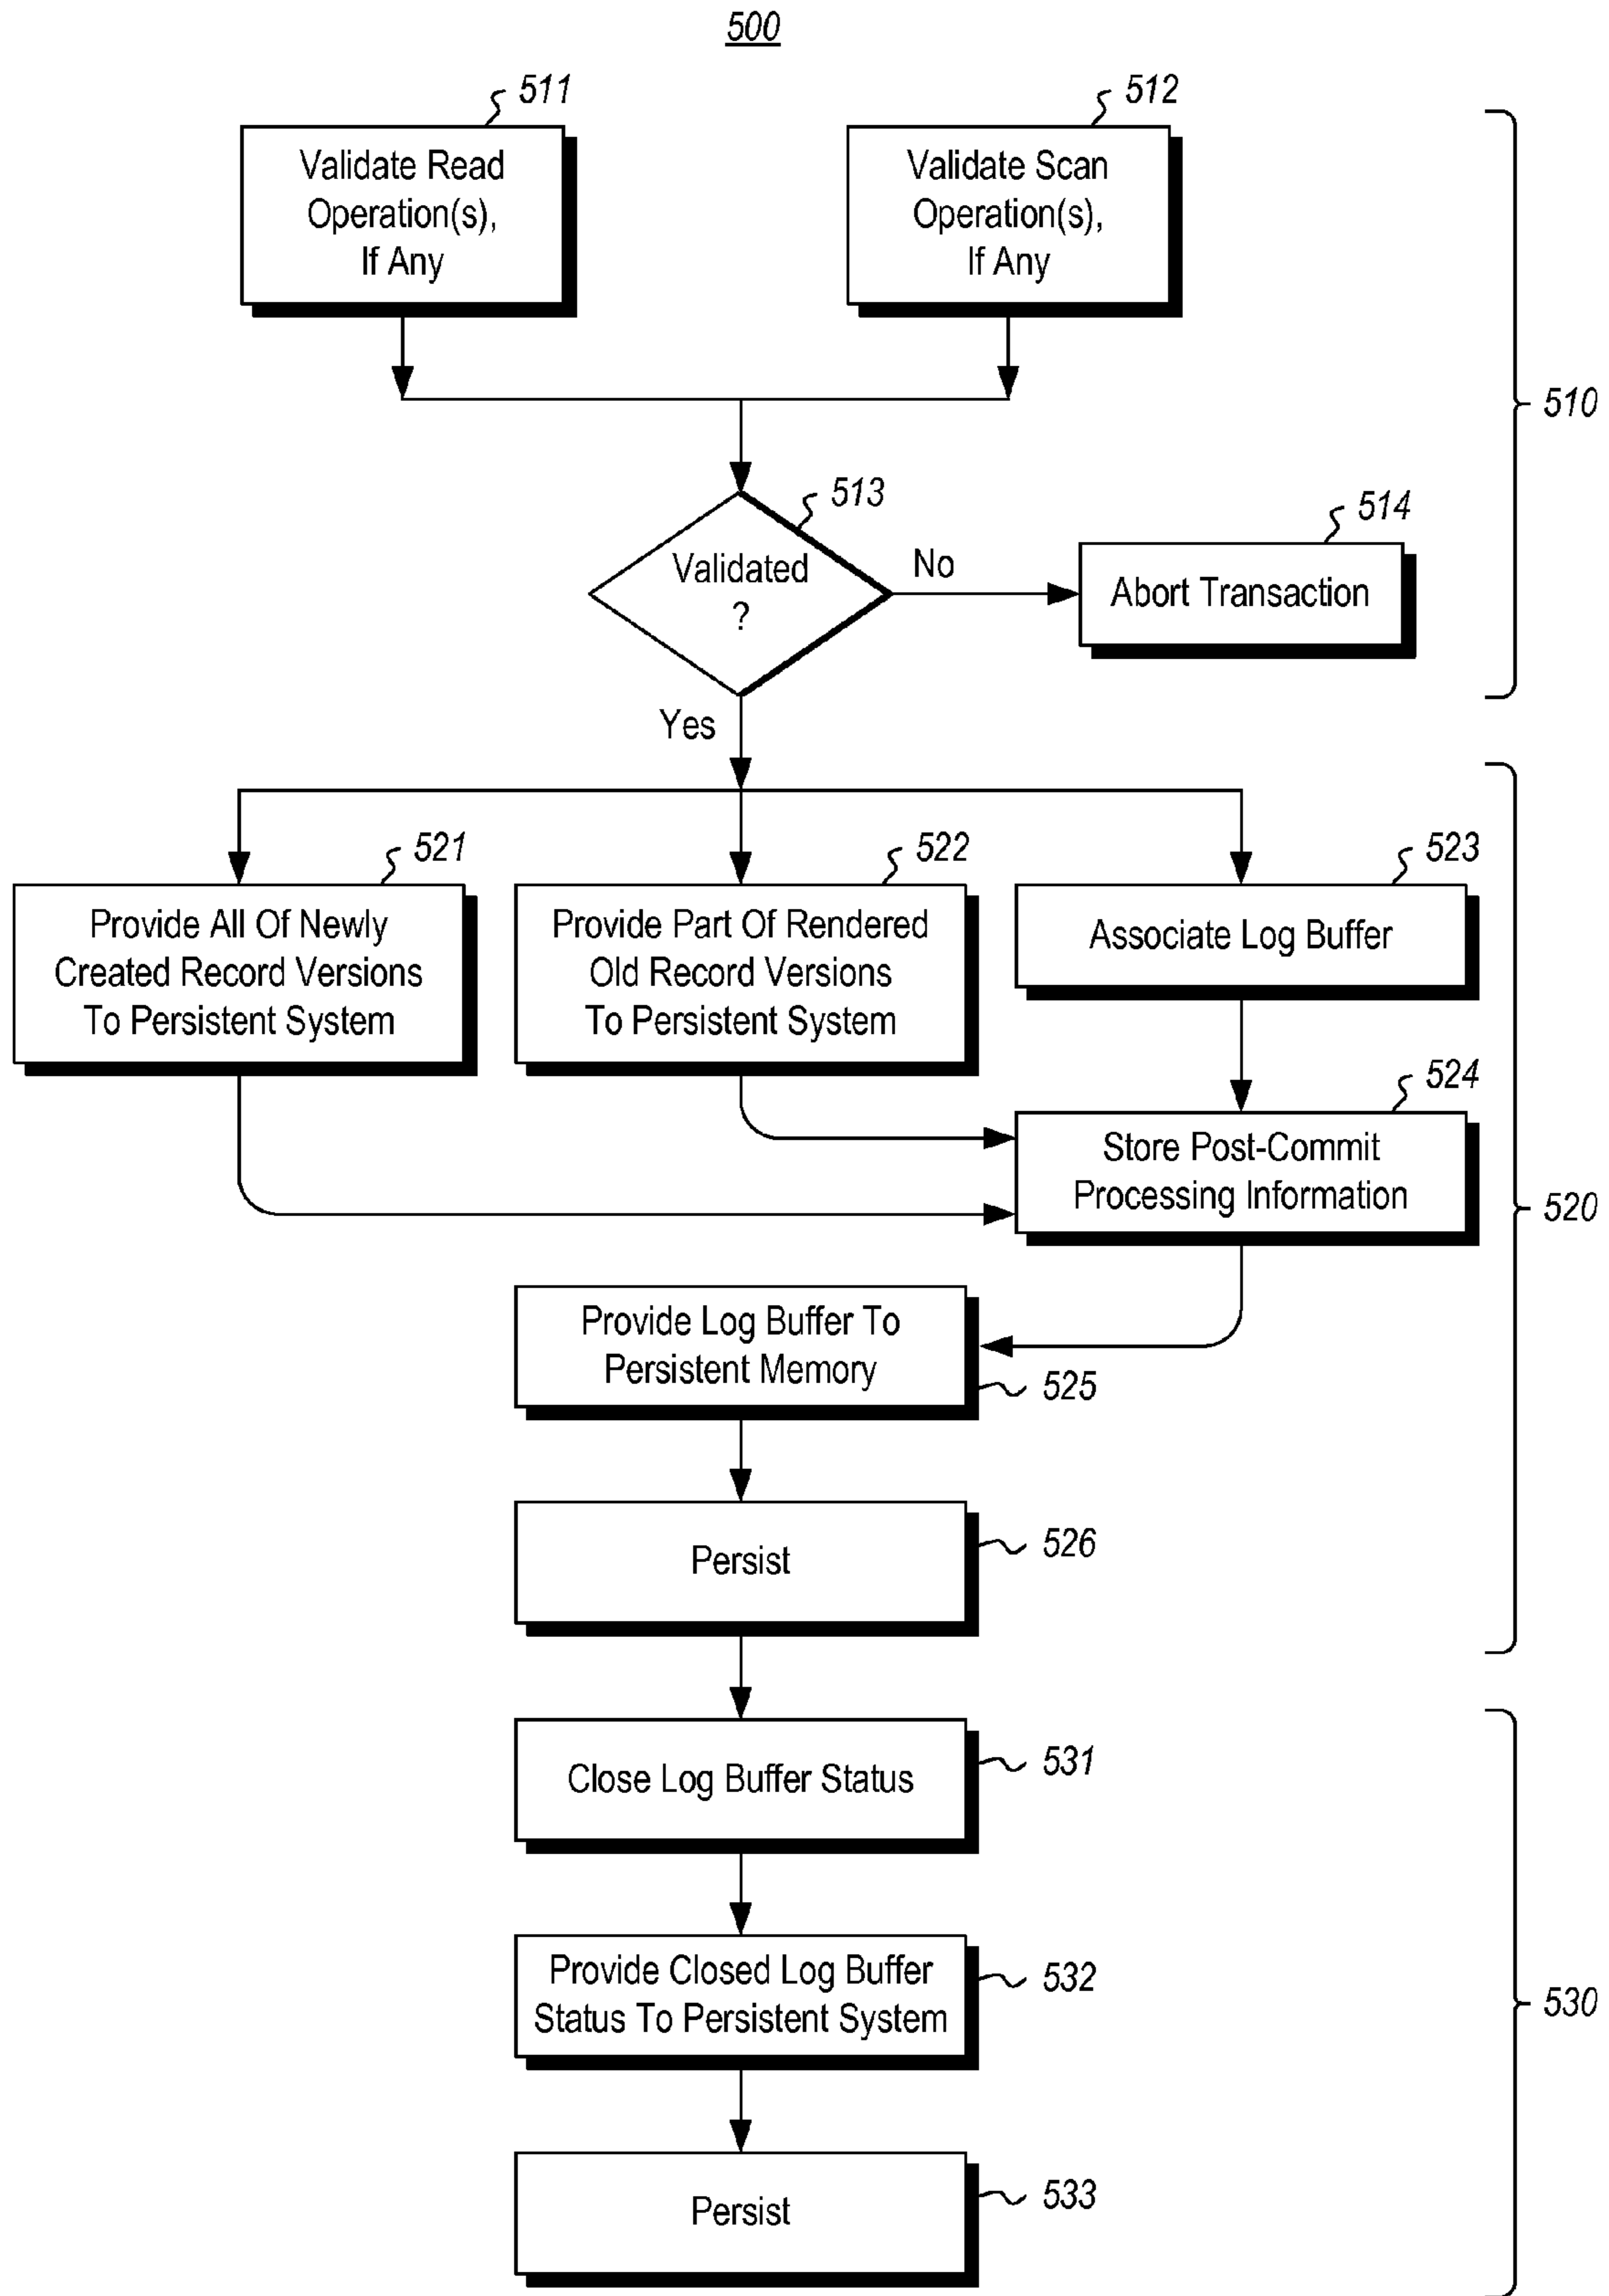 500
511
Validate Read
Operation(s),
If Any
512
Validate Scan
Operation(s),
If Any
510
513
Validated
?
No
514
Abort Transaction
Yes
521
Provide All Of Newly
Created Record Versions
To Persistent System
522
Provide Part Of Rendered
Old Record Versions
To Persistent System
523
Associate Log Buffer
524
Store Post-Commit
Processing Information
520
Provide Log Buffer To
Persistent Memory
525
Persist
526
Close Log Buffer Status
531
Provide Closed Log Buffer
Status To Persistent System
532
530
Persist
533